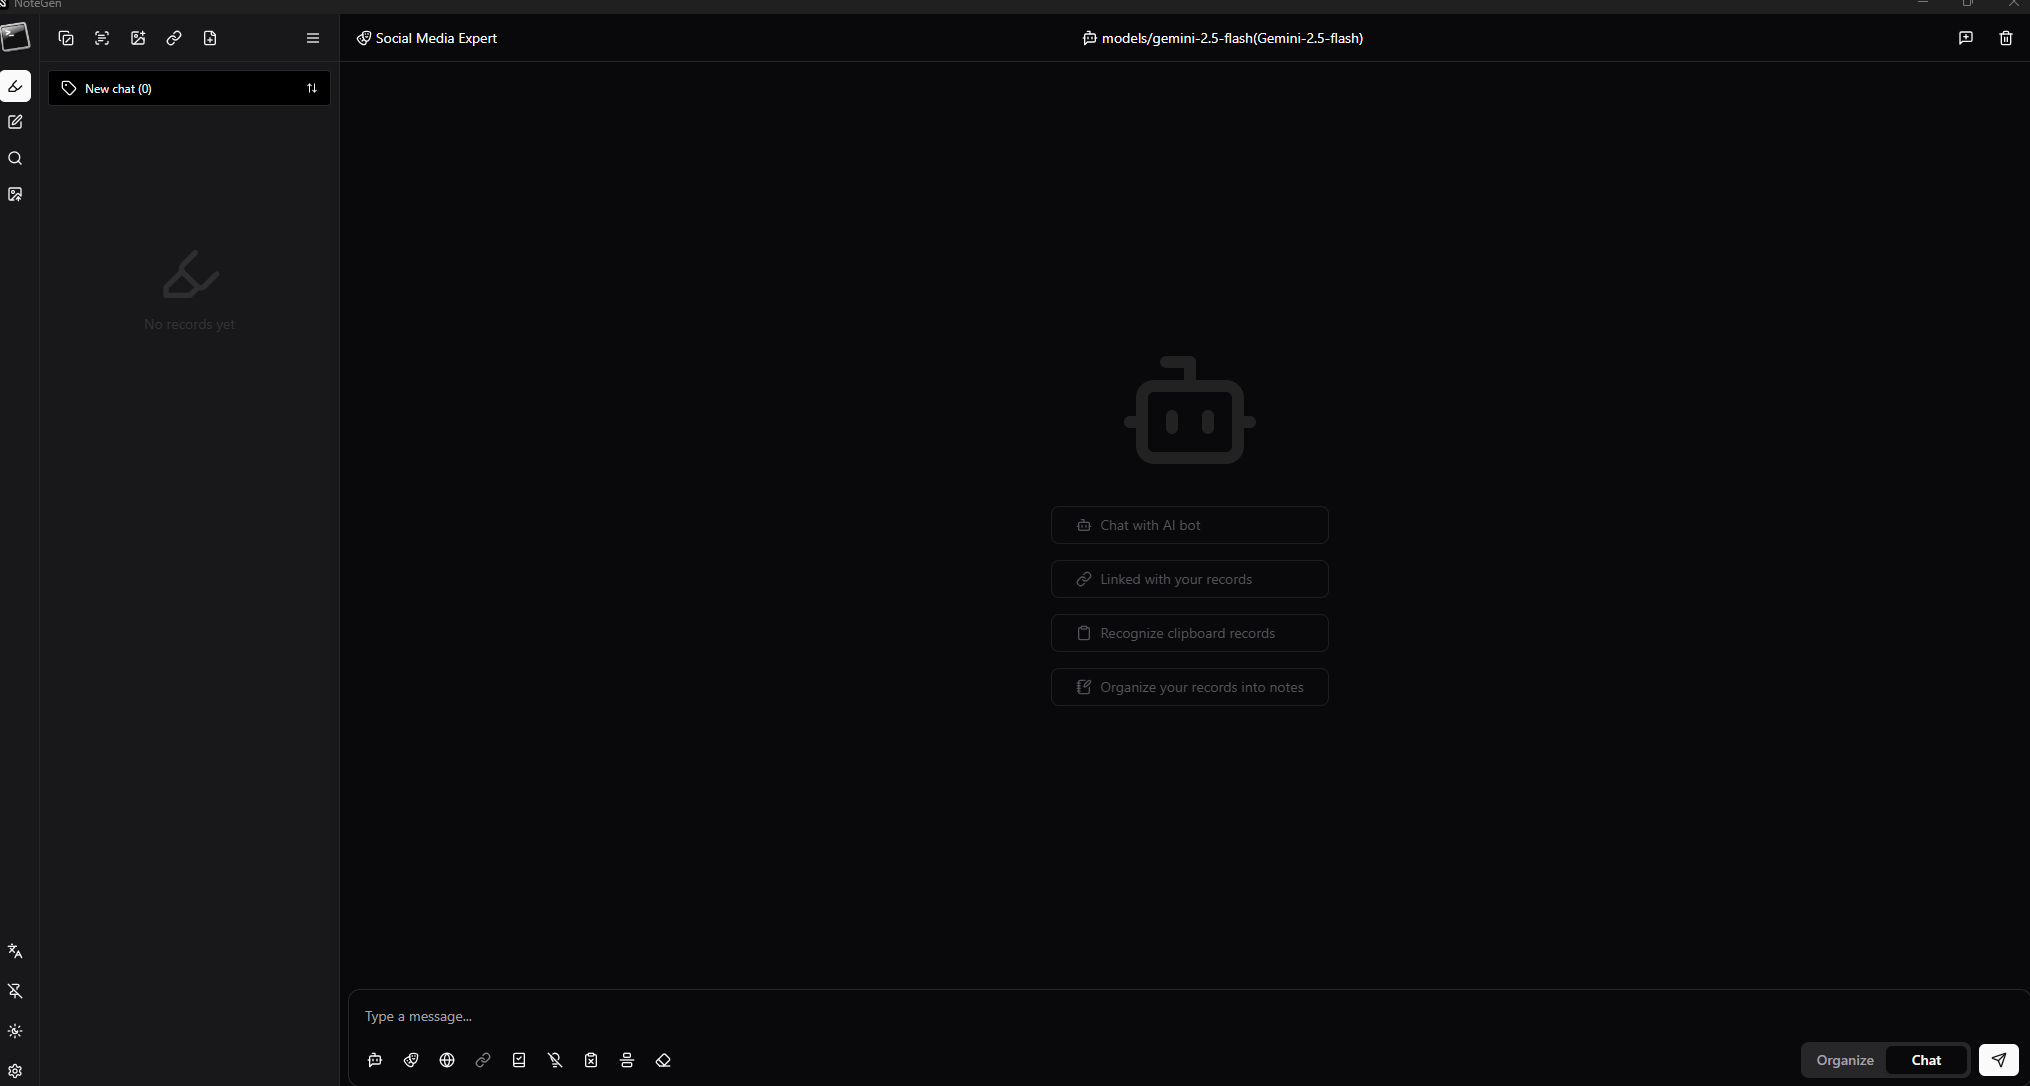 NoteGen
Social Media Expert
models/gemini-2.5-flash(Gemini-2.5-flash)
New chat (0)
No records yet
Chat with AI bot
Linked with your records
Recognize clipboard records
Organize your records into notes
Type a message...
Organize
Chat